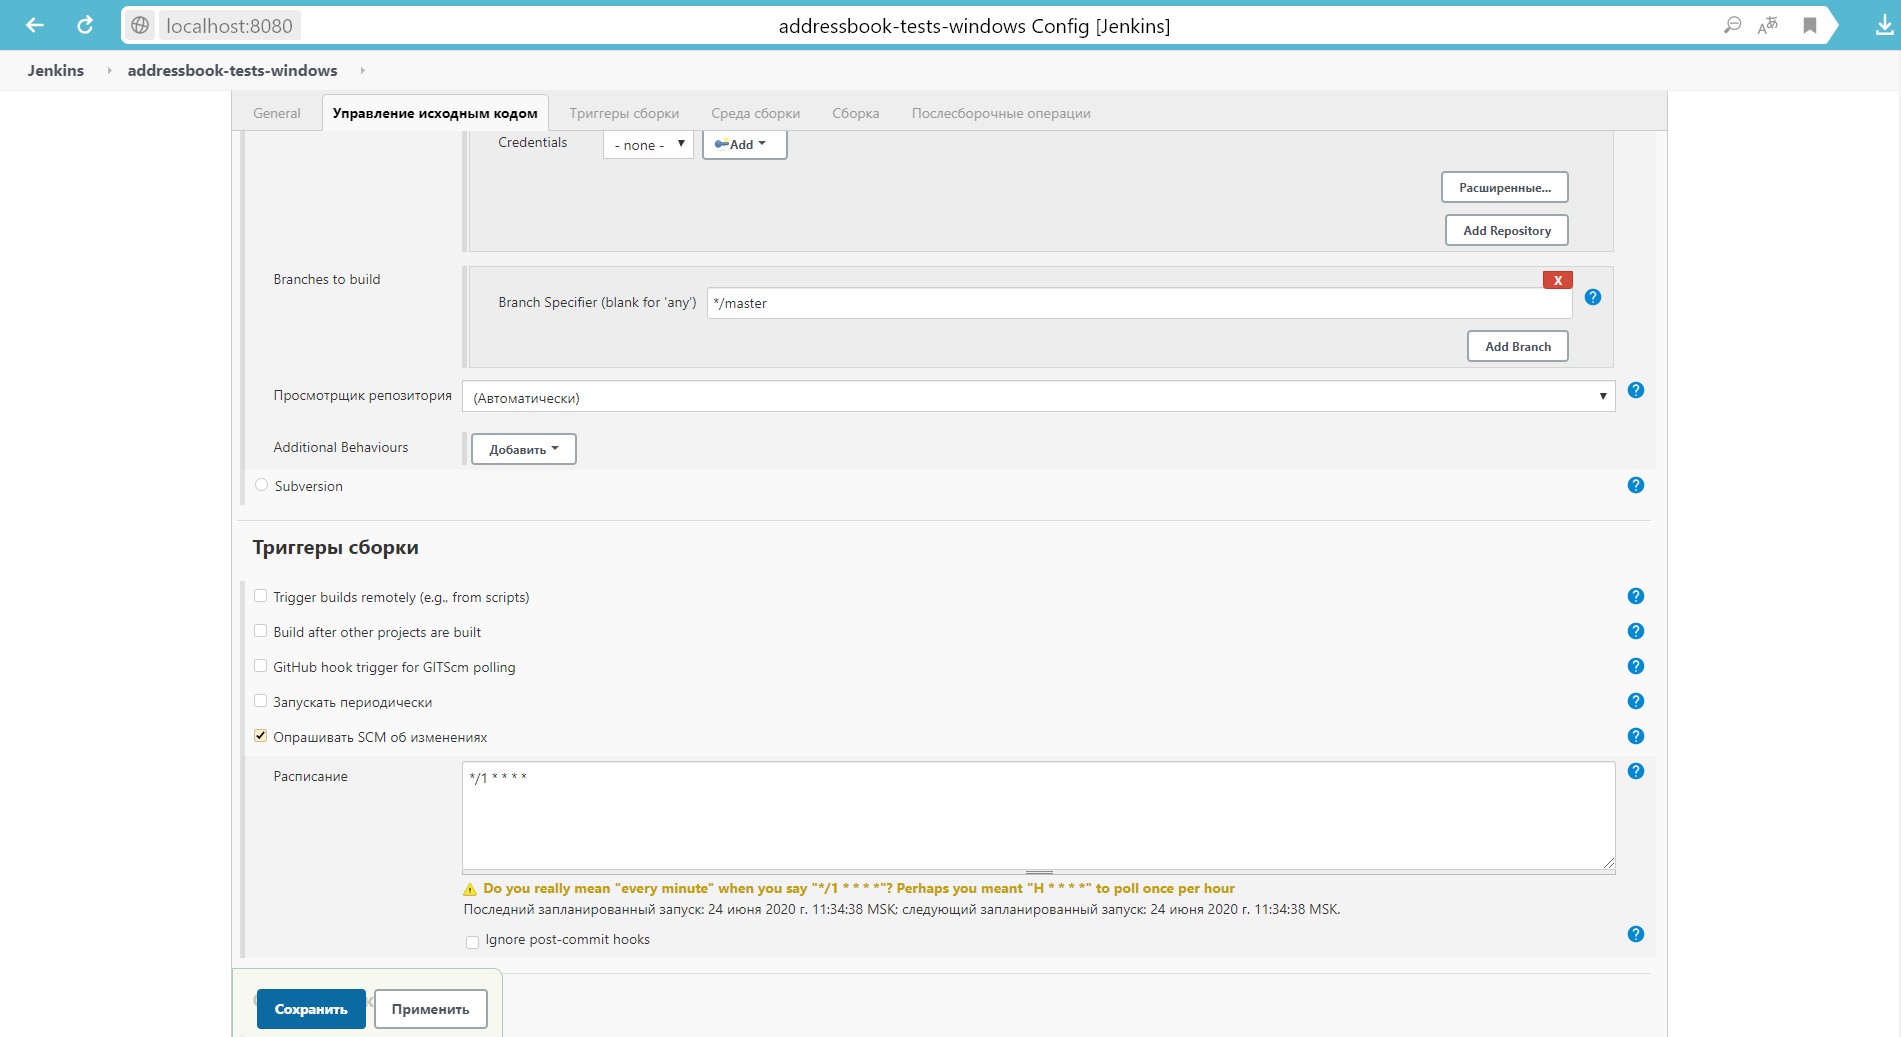 localhost:8080
addressbook-tests-windows Config [Jenkins]
Jenkins
addressbook-tests-windows
General
Управление исходным кодом
Триггеры сборки
Среда сборки
Сборка
Послесборочные операции
Credentials
- none -
Add
Расширенные...
Add Repository
Branches to build
X
Branch Specifier (blank for 'any')
*/master
Add Branch
Просмотрщик репозитория
(Автоматически)
Additional Behaviours
Добавить
Subversion
Триггеры сборки
Trigger builds remotely (e.g., from scripts)
Build after other projects are built
GitHub hook trigger for GITScm polling
Запускать периодически
Опрашивать SCM об изменениях
Расписание
*/1 * * * *
Do you really mean "every minute" when you say "*/1 * * * *"? Perhaps you meant "H * * * *" to poll once per hour
Последний запланированный запуск: 24 июня 2020 г. 11:34:38 MSK; следующий запланированный запуск: 24 июня 2020 г. 11:34:38 MSK.
Ignore post-commit hooks
Сохранить
Применить